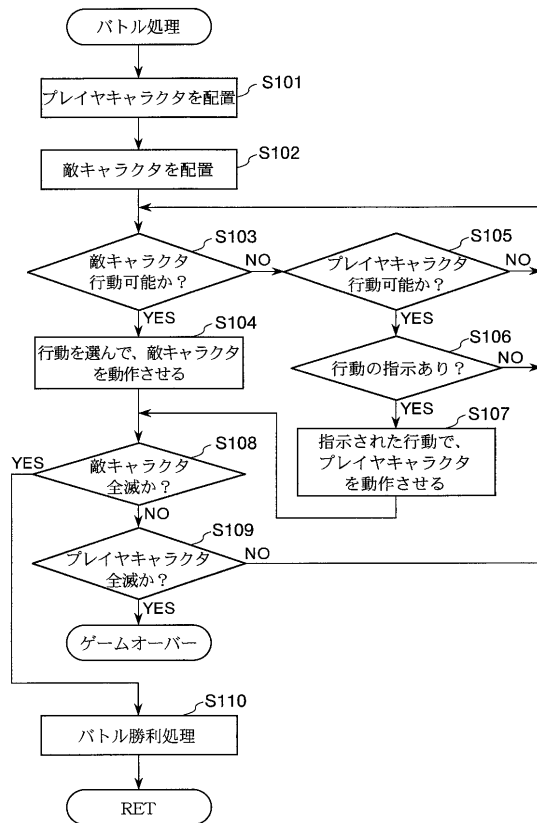 バトル処理
プレイヤキャラクタを配置
S101
敵キャラクタを配置
S102
敵キャラクタ
行動可能か？
S103
NO
YES
プレイヤキャラクタ
行動可能か？
S105
NO
YES
行動を選んで、敵キャラクタ
を動作させる
S104
行動の指示あり？
S106
NO
YES
指示された行動で、
プレイヤキャラクタ
を動作させる
S107
敵キャラクタ
全滅か？
S108
YES
NO
プレイヤキャラクタ
全滅か？
S109
NO
YES
ゲームオーバー
バトル勝利処理
S110
RET